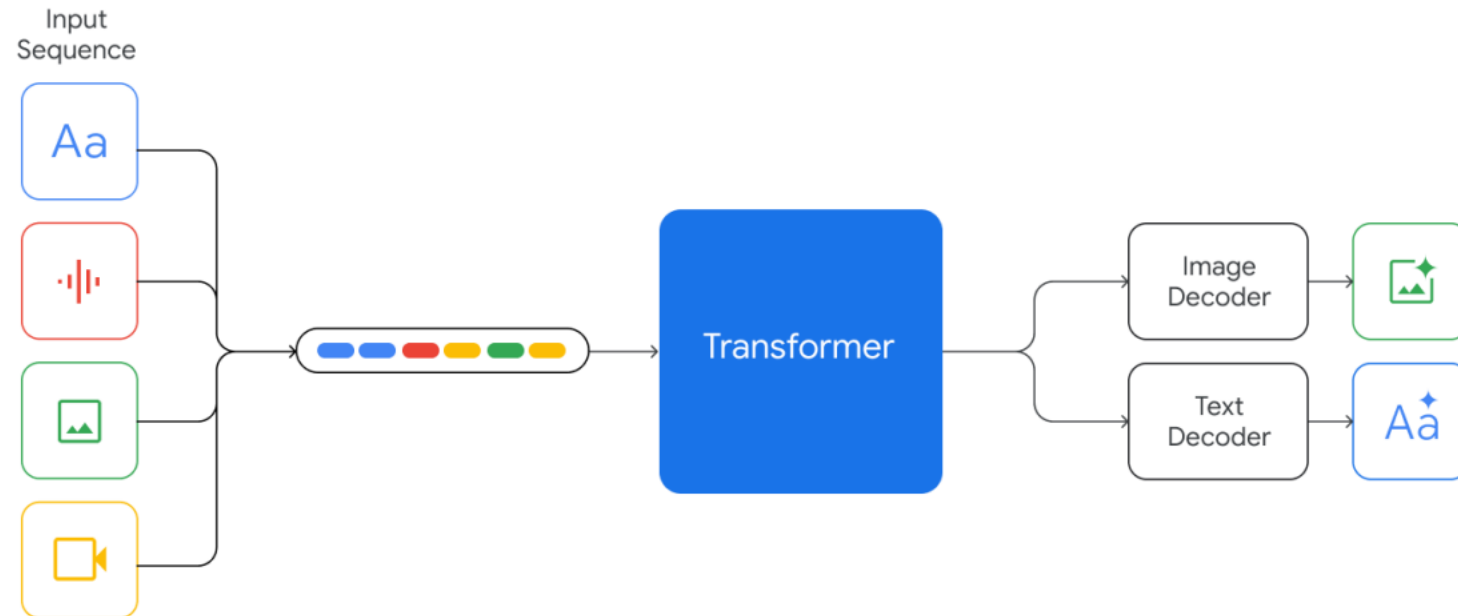 Input
Sequence
Aa
Transformer
Image
Decoder
Text
Decoder
Aa